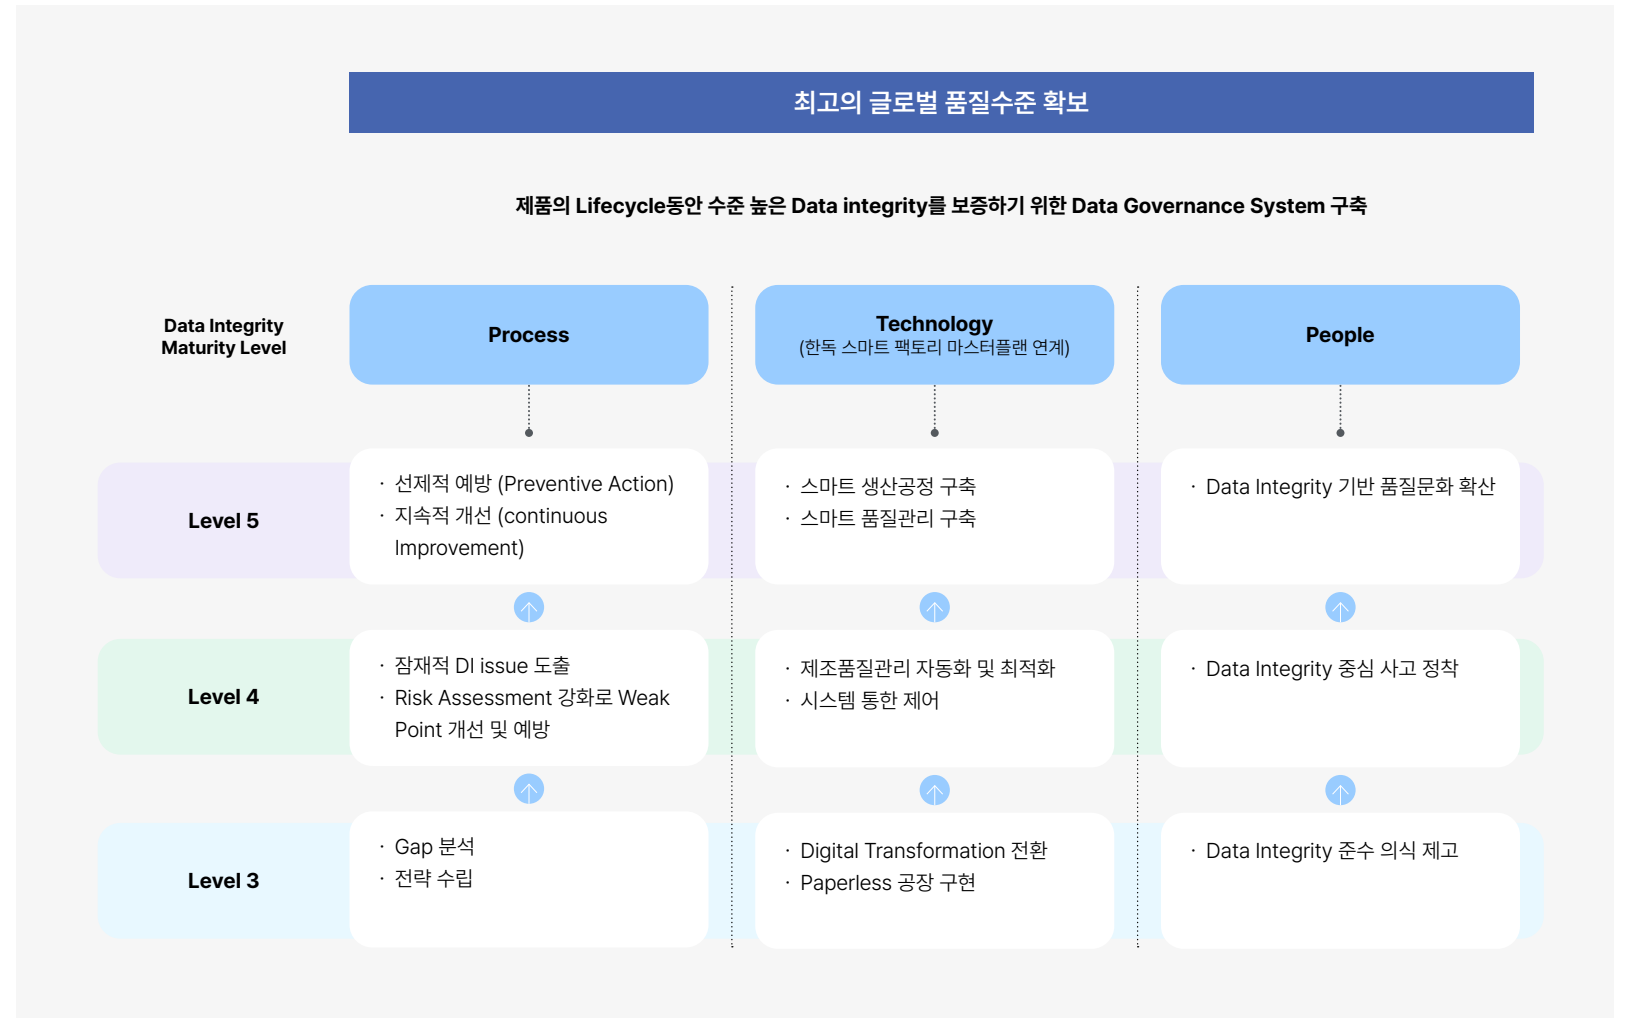 최고의 글로벌 품질수준 확보
제품의 Lifecycle동안 수준 높은 Data integrity를 보증하기 위한 Data Governance System 구축
Data Integrity
Maturity Level
Process
Technology
(한독 스마트 팩토리 마스터플랜 연계)
People
Level 5
· 선제적 예방 (Preventive Action)
· 지속적 개선 (continuous
Improvement)
· 스마트 생산공정 구축
· 스마트 품질관리 구축
· Data Integrity 기반 품질문화 확산
Level 4
· 잠재적 DI issue 도출
· Risk Assessment 강화로 Weak
Point 개선 및 예방
· 제조품질관리 자동화 및 최적화
· 시스템 통한 제어
· Data Integrity 중심 사고 정착
Level 3
· Gap 분석
· 전략 수립
· Digital Transformation 전환
· Paperless 공장 구현
· Data Integrity 준수 의식 제고